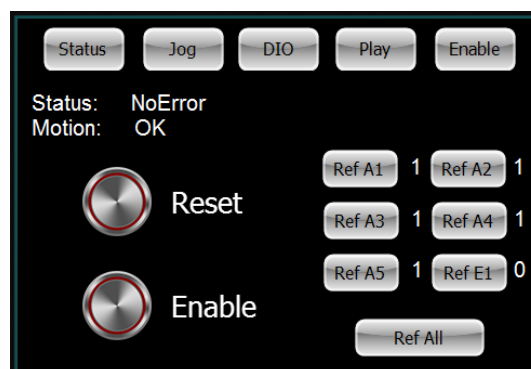 Status Jog DIO Play Enable
Status: NoError
Motion: OK
Ref A1 1 Ref A2 1
Reset
Ref A3 1 Ref A4 1
Ref A5 1 Ref E1 0
Enable
Ref All